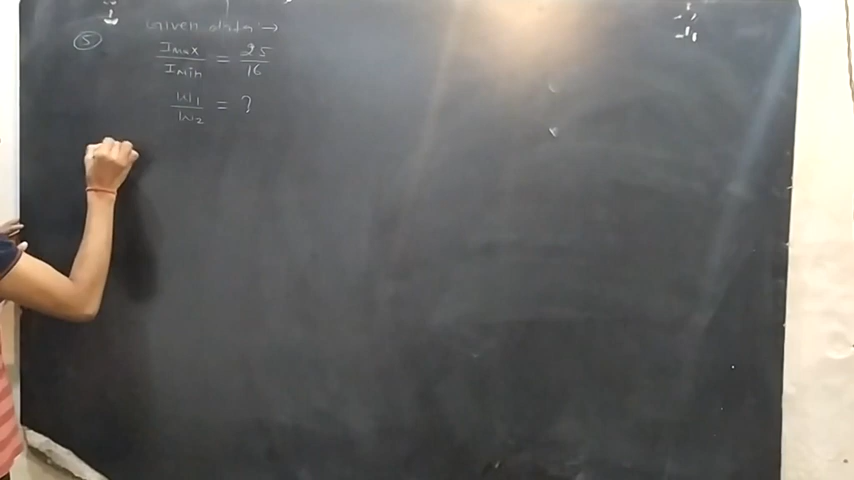 (5) Given data :→
Imax / Imin = 25 / 16
W1 / W2 = ?